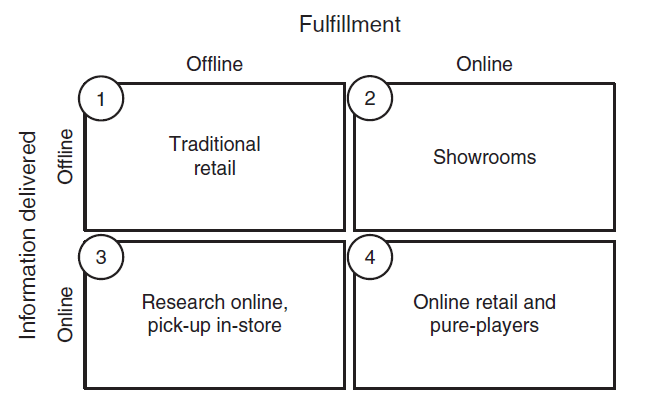 Fulfillment
Offline
Online
Information delivered
Offline
1
Traditional
retail
2
Showrooms
Online
3
Research online,
pick-up in-store
4
Online retail and
pure-players